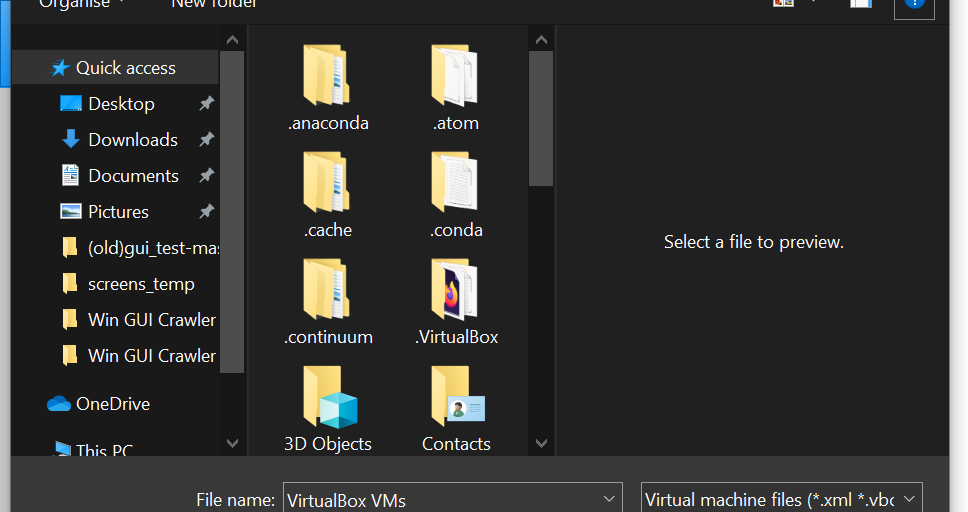 Organise
New folder
Quick access
Desktop
Downloads
Documents
Pictures
(old)gui_test-mas
screens_temp
Win GUI Crawler
Win GUI Crawler
OneDrive
This PC
.anaconda
.atom
.cache
.conda
.continuum
.VirtualBox
3D Objects
Contacts
Select a file to preview.
File name:
VirtualBox VMs
Virtual machine files (*.xml *.vbc